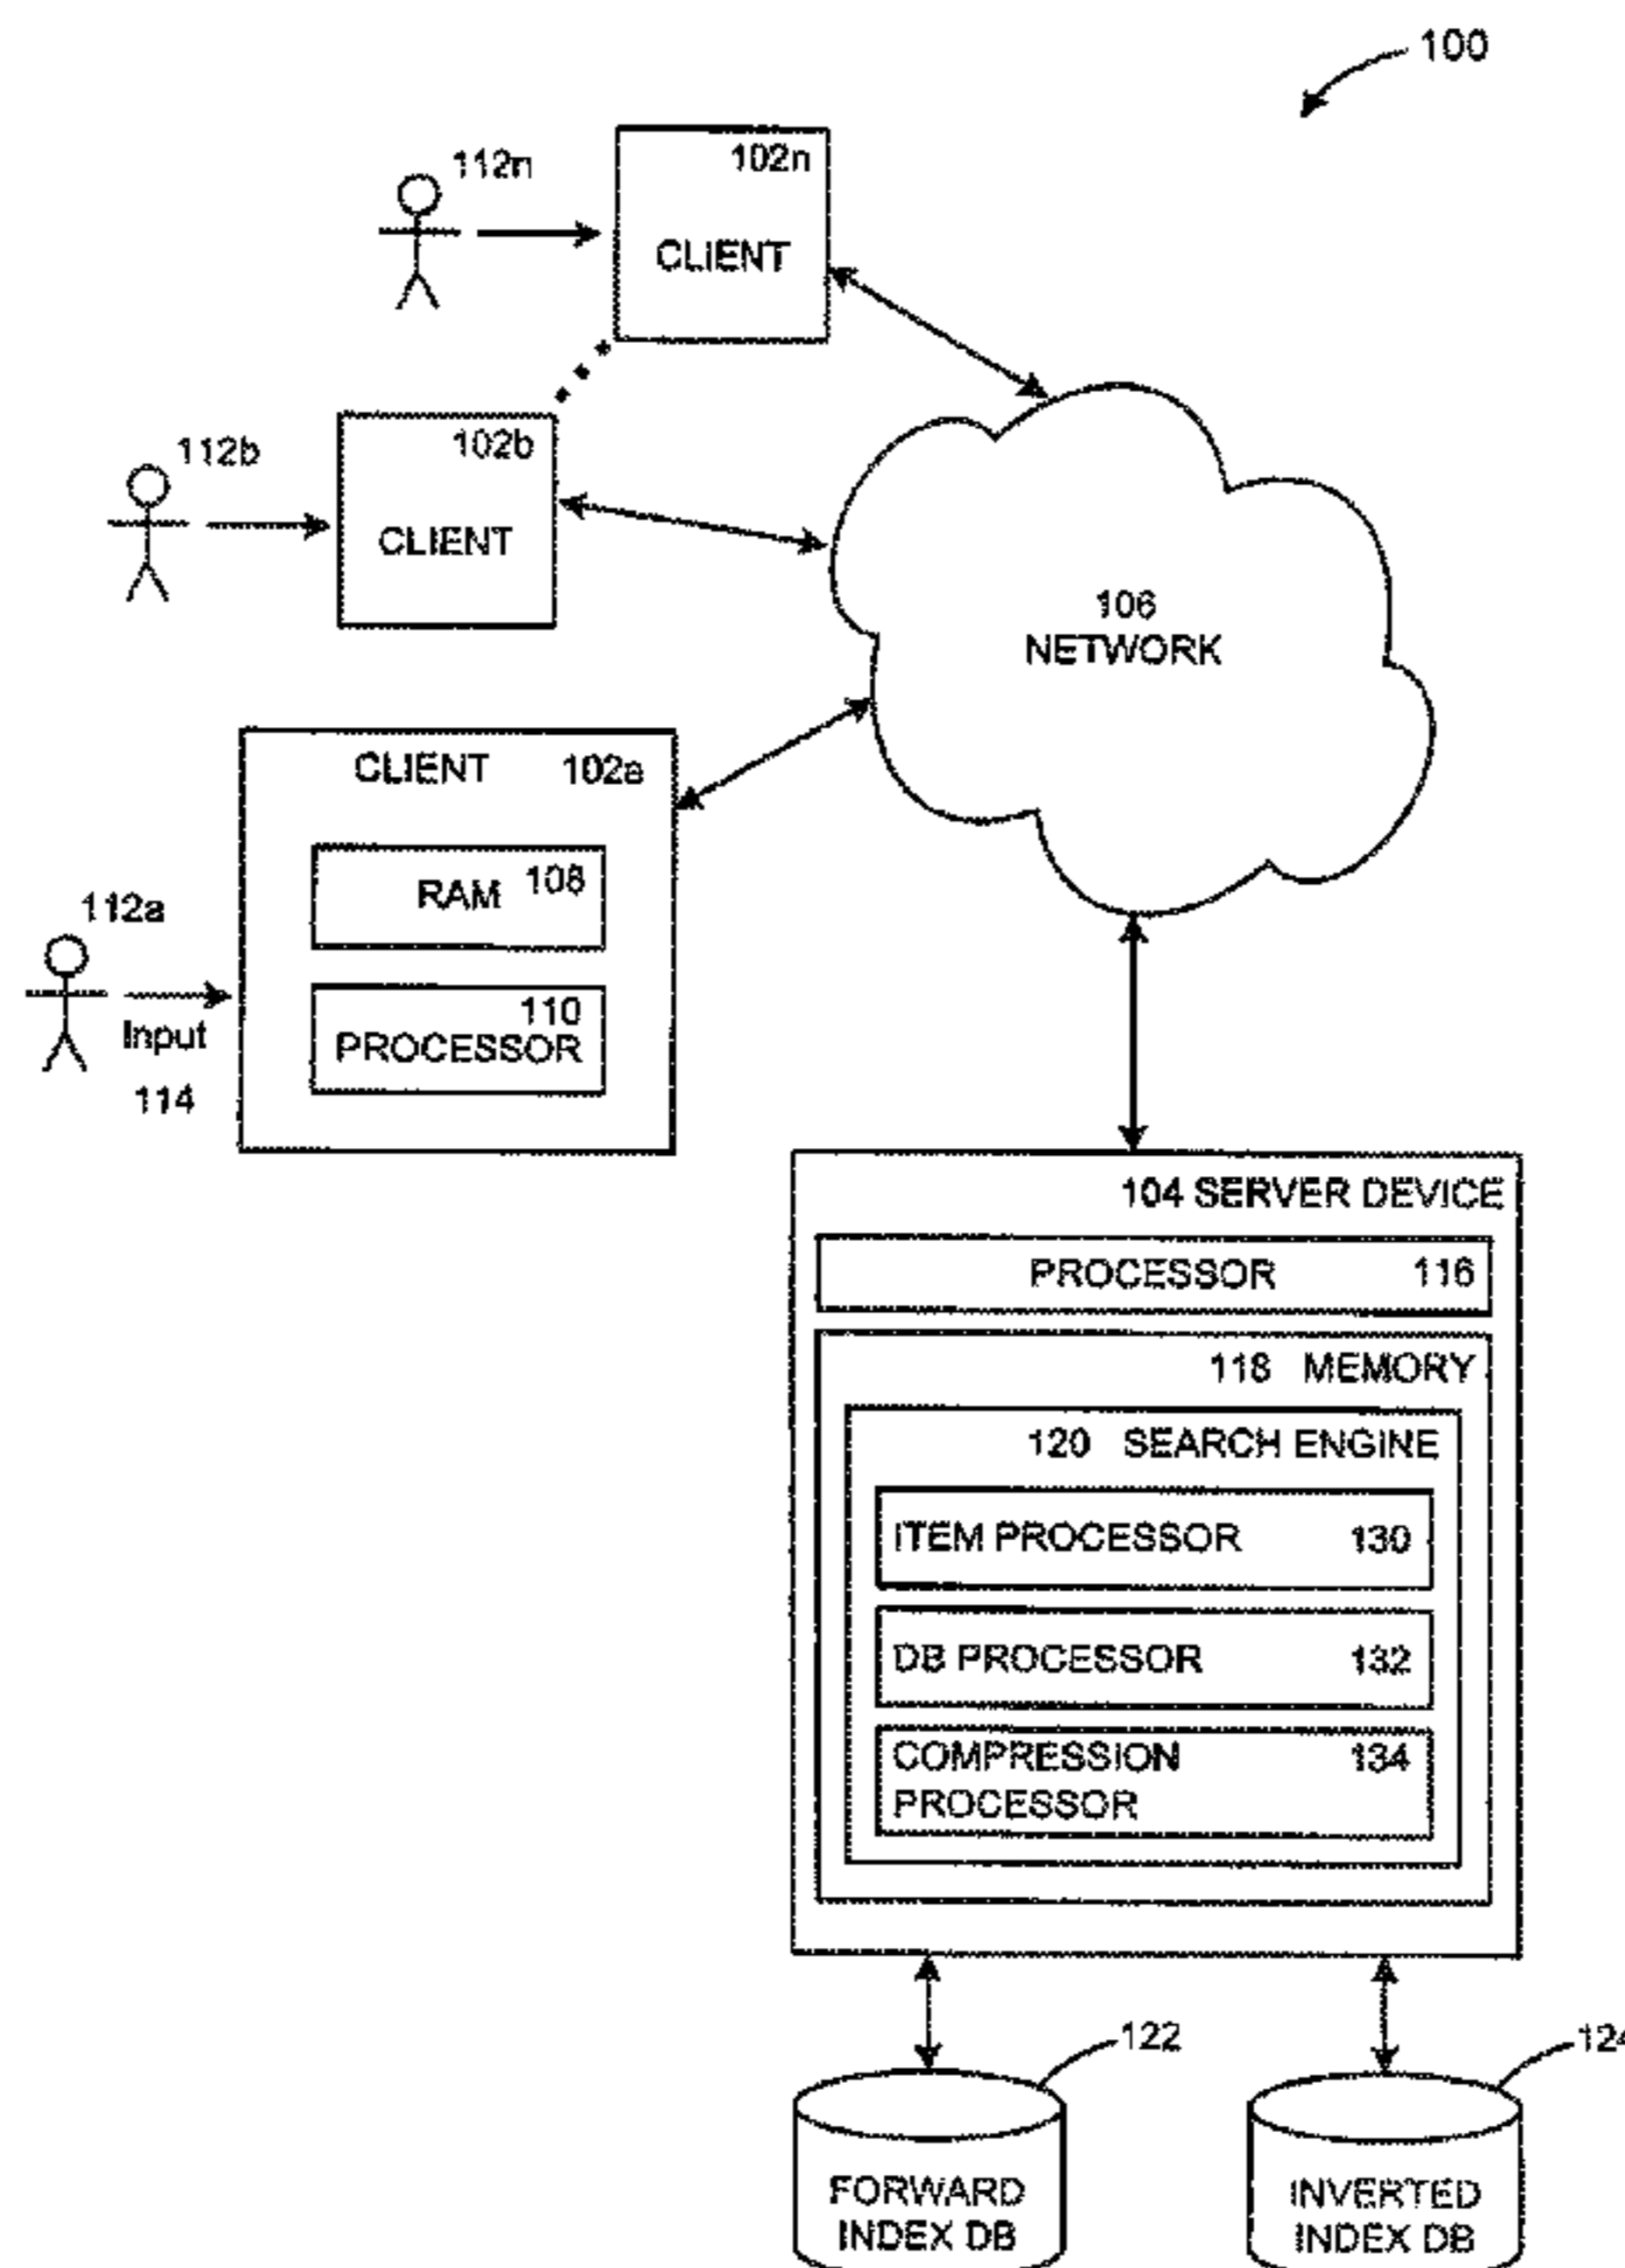 100
112n
102n
CLIENT
112b
102b
CLIENT
106
NETWORK
CLIENT 102a
RAM 108
112a
110
PROCESSOR
Input
114
104 SERVER DEVICE
PROCESSOR 116
118 MEMORY
120 SEARCH ENGINE
ITEM PROCESSOR 130
DB PROCESSOR 132
COMPRESSION 134
PROCESSOR
122
124
FORWARD
INDEX DB
INVERTED
INDEX DB